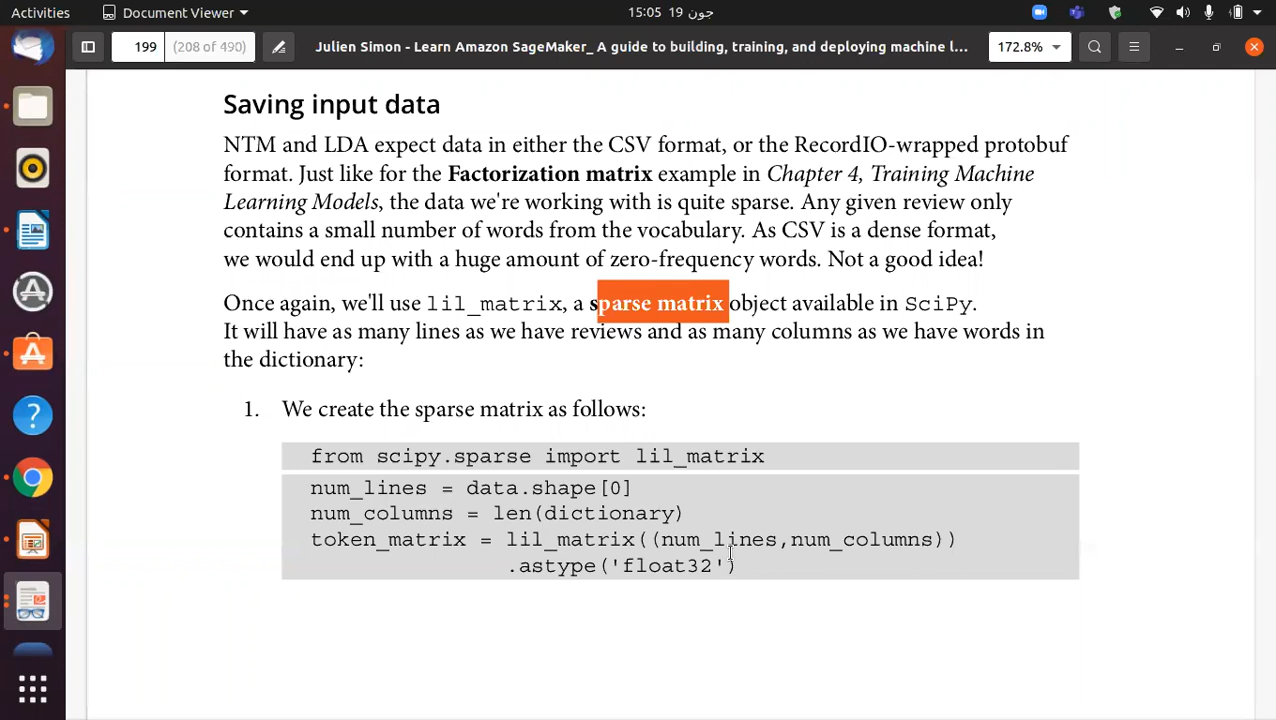 Activities
Document Viewer
15:05 19 جون
199
(208 of 490)
Julien Simon - Learn Amazon SageMaker_ A guide to building, training, and deploying machine l...
172.8%
Saving input data
NTM and LDA expect data in either the CSV format, or the RecordIO-wrapped protobuf
format. Just like for the Factorization matrix example in Chapter 4, Training Machine
Learning Models, the data we're working with is quite sparse. Any given review only
contains a small number of words from the vocabulary. As CSV is a dense format,
we would end up with a huge amount of zero-frequency words. Not a good idea!
Once again, we'll use lil_matrix, a sparse matrix object available in SciPy.
It will have as many lines as we have reviews and as many columns as we have words in
the dictionary:
1. We create the sparse matrix as follows:
from scipy.sparse import lil_matrix
num_lines = data.shape[0]
num_columns = len(dictionary)
token_matrix = lil_matrix((num_lines,num_columns))
.astype('float32')